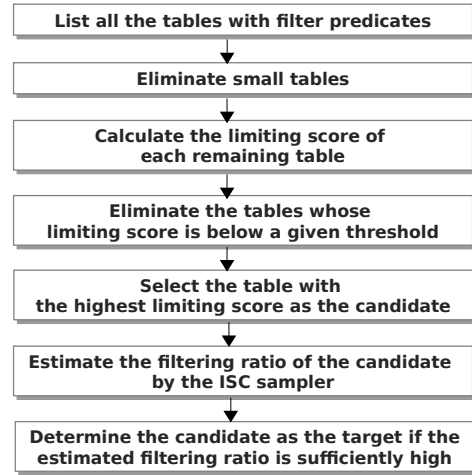 List all the tables with filter predicates
Eliminate small tables
Calculate the limiting score of
each remaining table
Eliminate the tables whose
limiting score is below a given threshold
Select the table with
the highest limiting score as the candidate
Estimate the filtering ratio of the candidate
by the ISC sampler
Determine the candidate as the target if the
estimated filtering ratio is sufficiently high